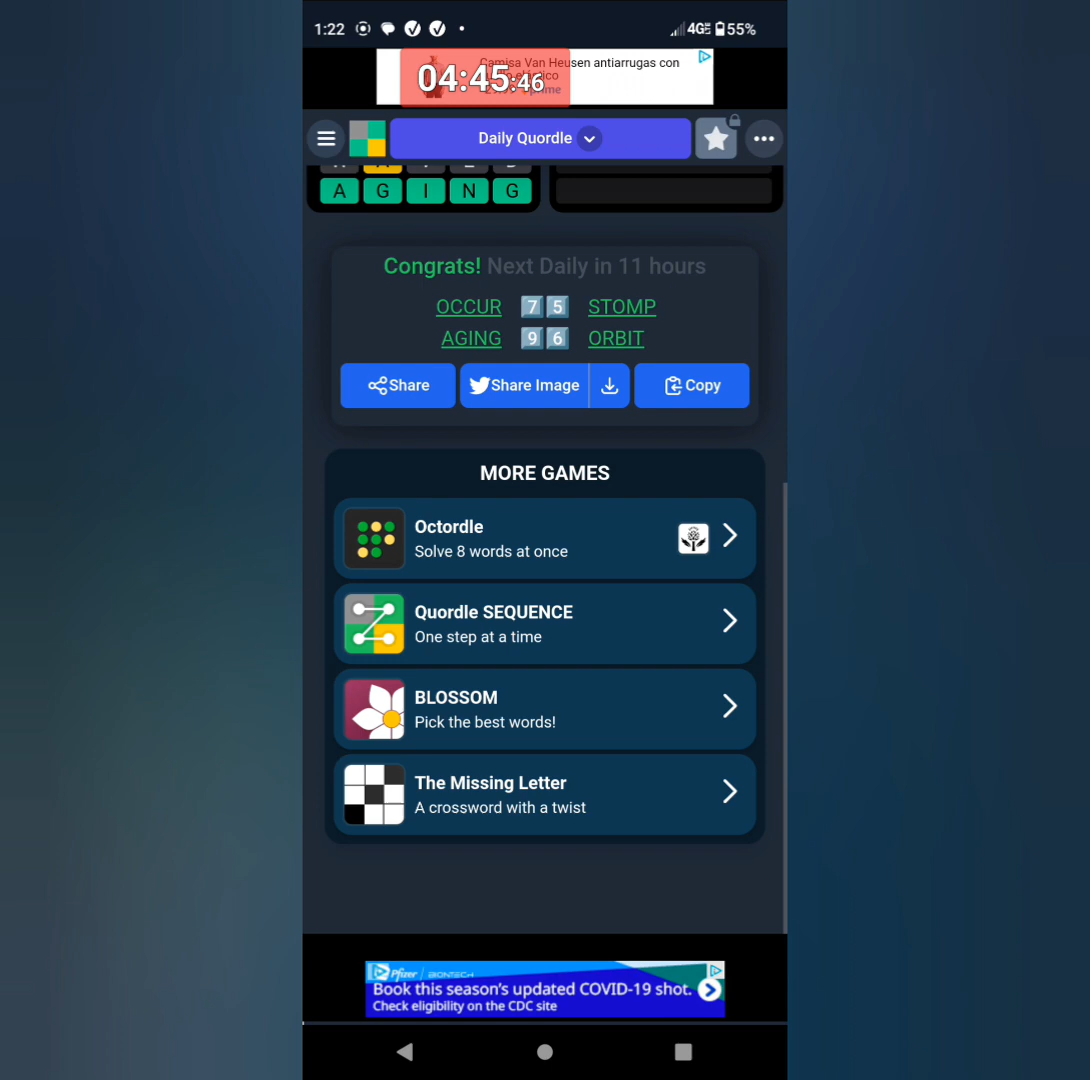 1:22 4GE 55%
Camisa Van Heusen antiarrugas con
04:45:46
prime
Daily Quordle
A G I N G
Congrats! Next Daily in 11 hours
OCCUR 7 5 STOMP
AGING 9 6 ORBIT
Share Share Image Copy
MORE GAMES
Octordle
Solve 8 words at once
Quordle SEQUENCE
One step at a time
BLOSSOM
Pick the best words!
The Missing Letter
A crossword with a twist
Pfizer | BIONTECH
Book this season's updated COVID-19 shot.
Check eligibility on the CDC site